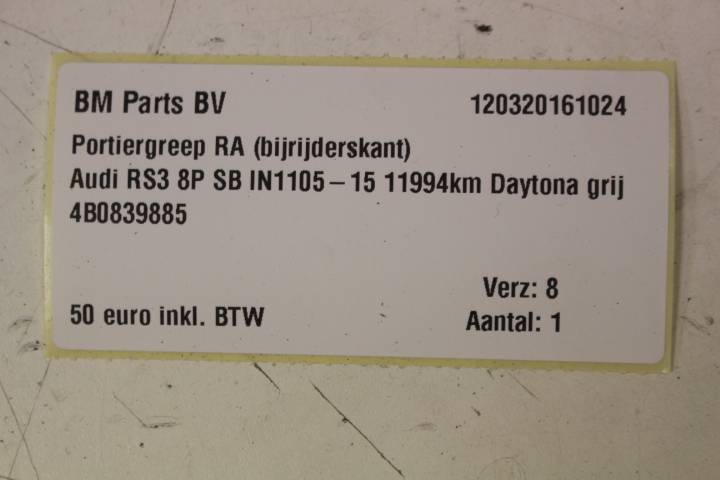 BM Parts BV 120320161024
Portiergreep RA (bijrijderskant)
Audi RS3 8P SB IN1105-15 11994km Daytona grij
4B0839885
Verz: 8
50 euro inkl. BTW
Aantal: 1